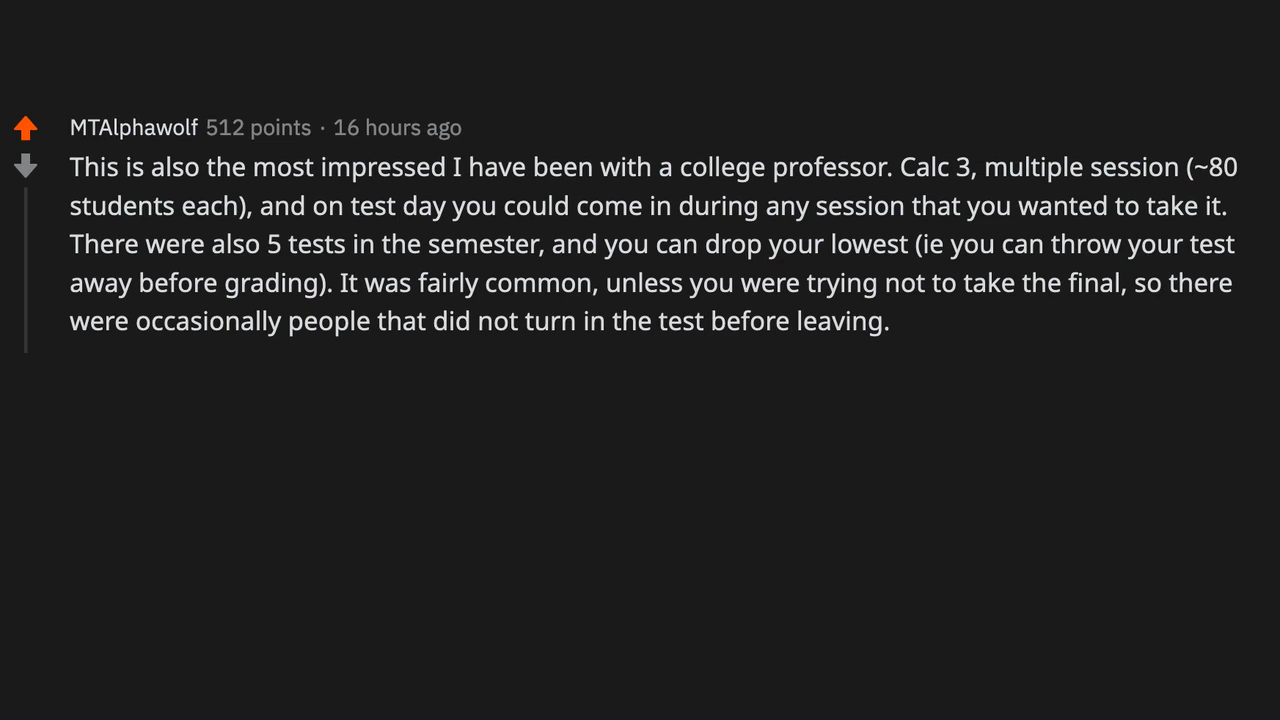 MTAlphawolf 512 points · 16 hours ago
This is also the most impressed I have been with a college professor. Calc 3, multiple session (~80
students each), and on test day you could come in during any session that you wanted to take it.
There were also 5 tests in the semester, and you can drop your lowest (ie you can throw your test
away before grading). It was fairly common, unless you were trying not to take the final, so there
were occasionally people that did not turn in the test before leaving.